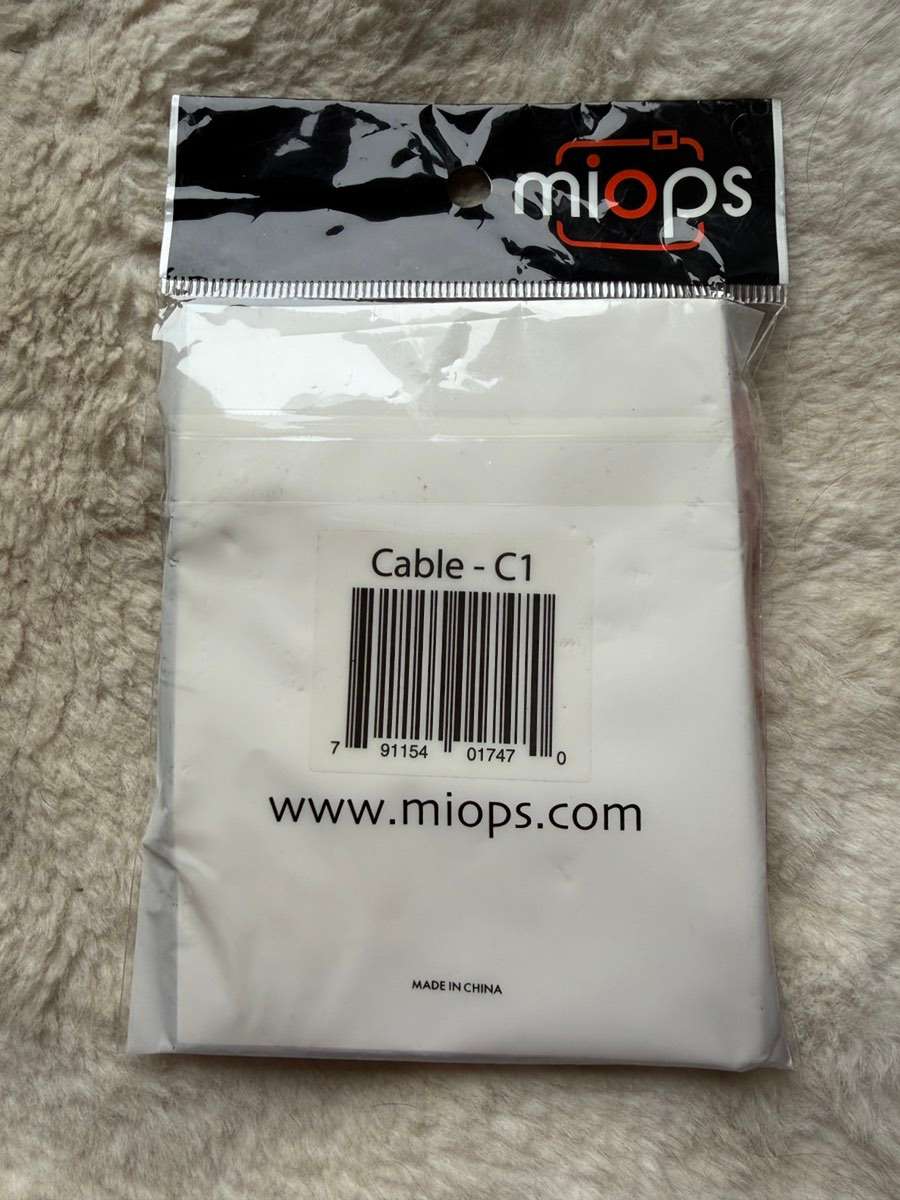 miops
Cable - C1
7 91154 01747 0
www.miops.com
MADE IN CHINA